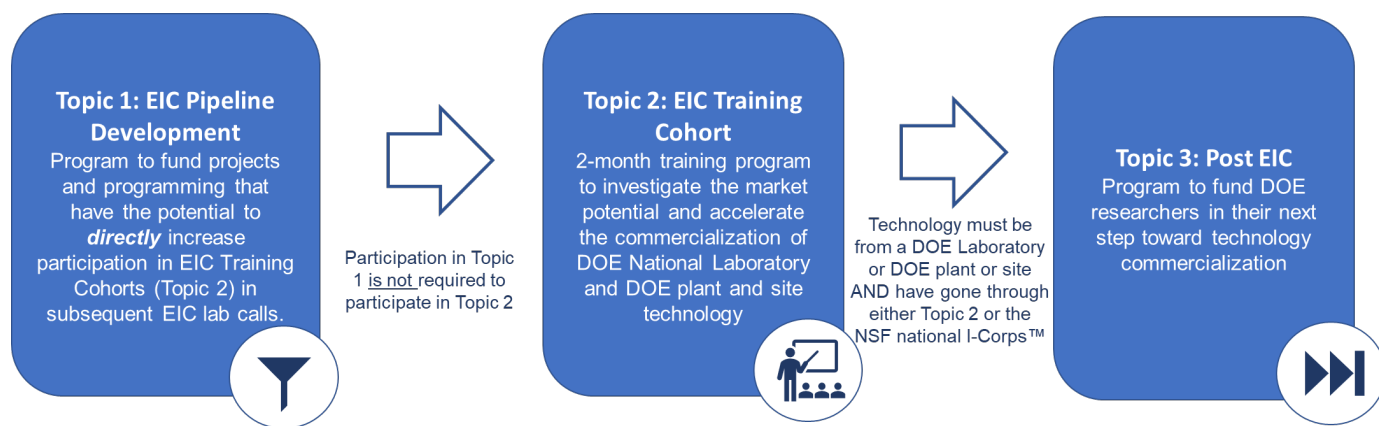 Topic 1: EIC Pipeline
Development
Program to fund projects
and programming that
have the potential to
directly increase
participation in EIC Training
Cohorts (Topic 2) in
subsequent EIC lab calls.
Participation in Topic
1 is not required to
participate in Topic 2
Topic 2: EIC Training
Cohort
2-month training program
to investigate the market
potential and accelerate
the commercialization of
DOE National Laboratory
and DOE plant and site
technology
Technology must be
from a DOE Laboratory
or DOE plant or site
AND have gone through
either Topic 2 or the
NSF national I-Corps™
Topic 3: Post EIC
Program to fund DOE
researchers in their next
step toward technology
commercialization